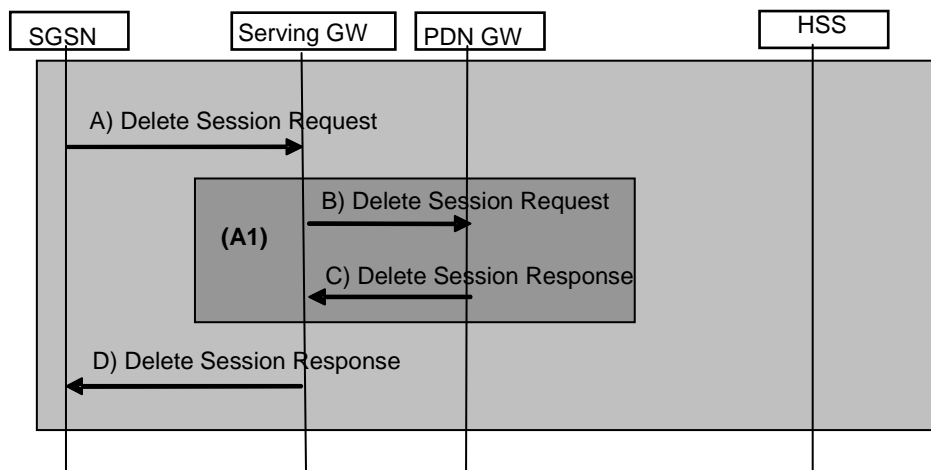 SGSN
Serving GW
PDN GW
HSS
A) Delete Session Request
B) Delete Session Request
(A1)
C) Delete Session Response
D) Delete Session Response